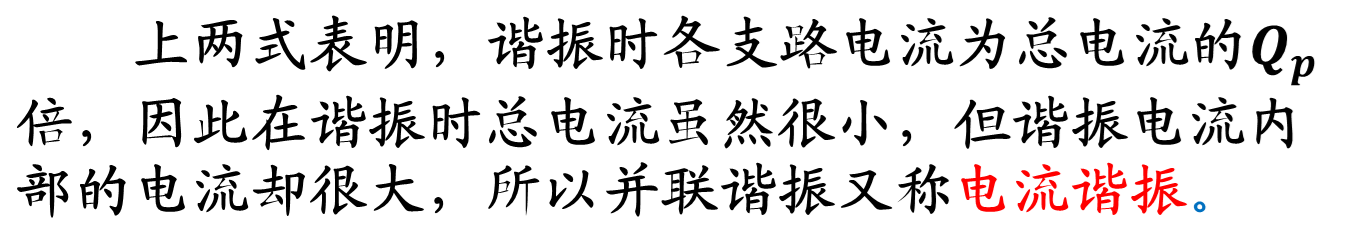 上两式表明，谐振时各支路电流为总电流的Qp
倍，因此在谐振时总电流虽然很小，但谐振电流内
部的电流却很大，所以并联谐振又称电流谐振。